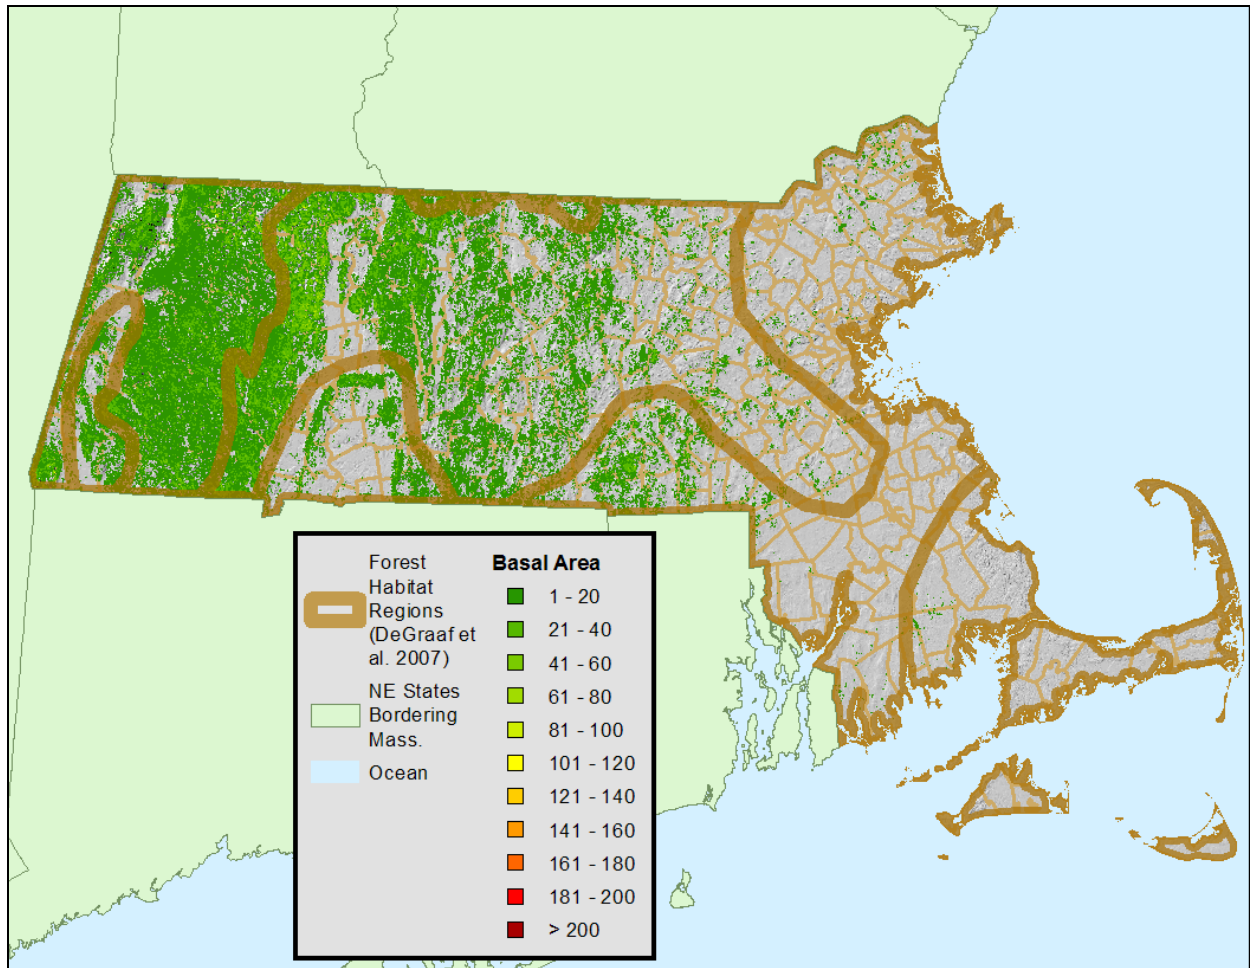 Forest
Habitat
Regions
(DeGraaf et
al. 2007)
NE States
Bordering
Mass.
Ocean
Basal Area
1 - 20
21 - 40
41 - 60
61 - 80
81 - 100
101 - 120
121 - 140
141 - 160
161 - 180
181 - 200
> 200